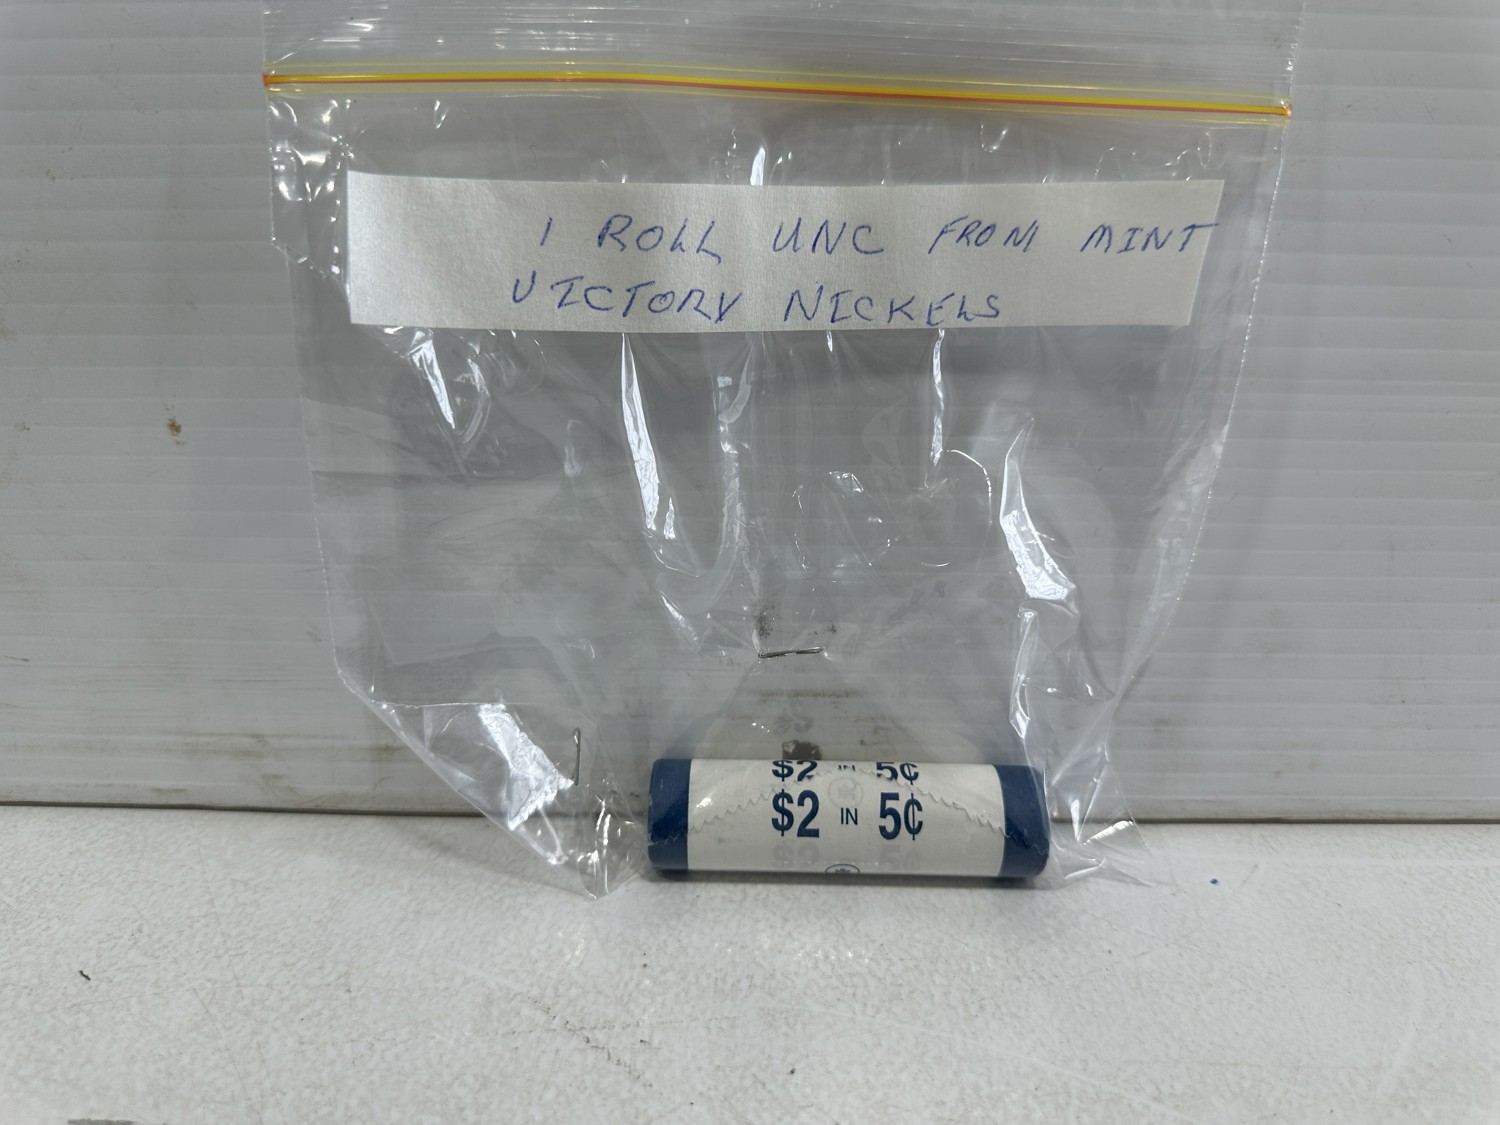 1 ROLL UNC FROM MINT
VICTORY NICKELS
$2 IN 5¢
$2 IN 5¢